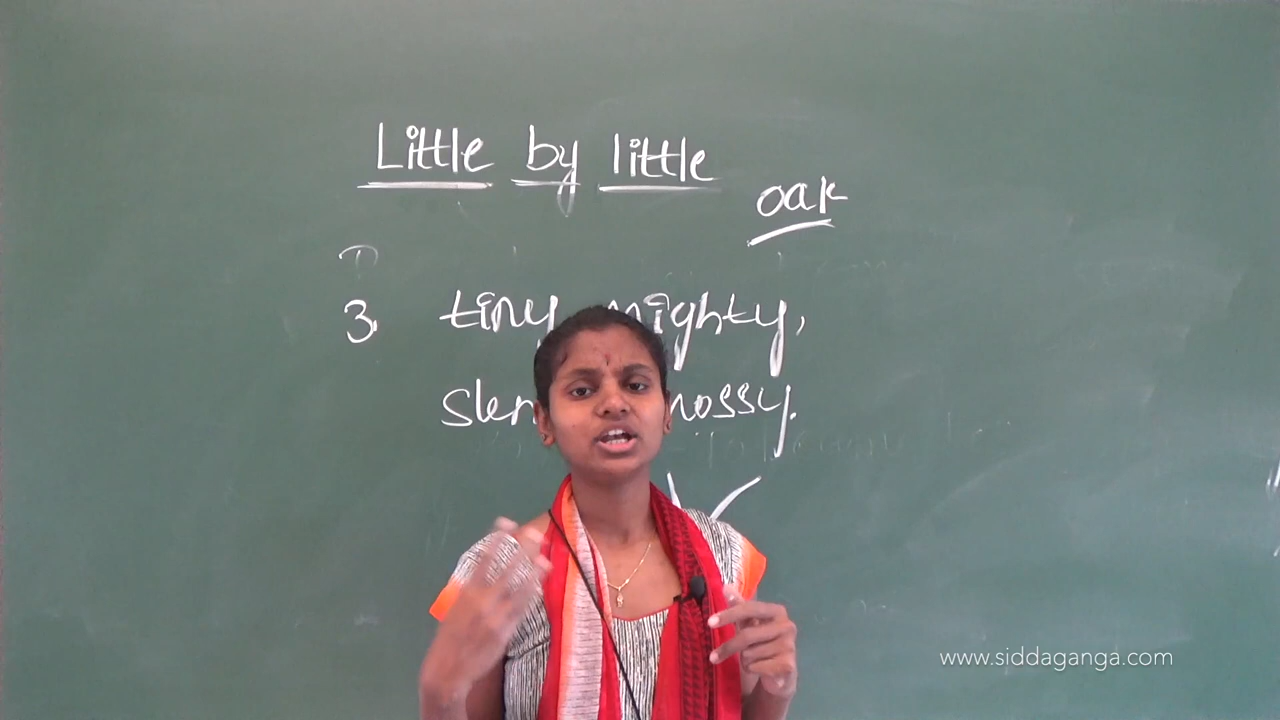 Little by little
oak
3. tiny mighty,
mossy.
www.siddaganga.com